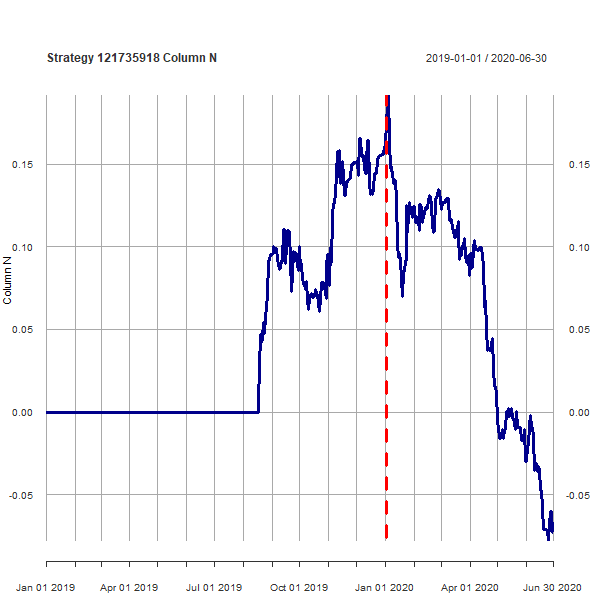 Strategy 121735918 Column N
2019-01-01 / 2020-06-30
Column N
0.15
0.10
0.05
0.00
-0.05
0.15
0.10
0.05
0.00
-0.05
Jan 01 2019
Apr 01 2019
Jul 01 2019
Oct 01 2019
Jan 01 2020
Apr 01 2020
Jun 30 2020